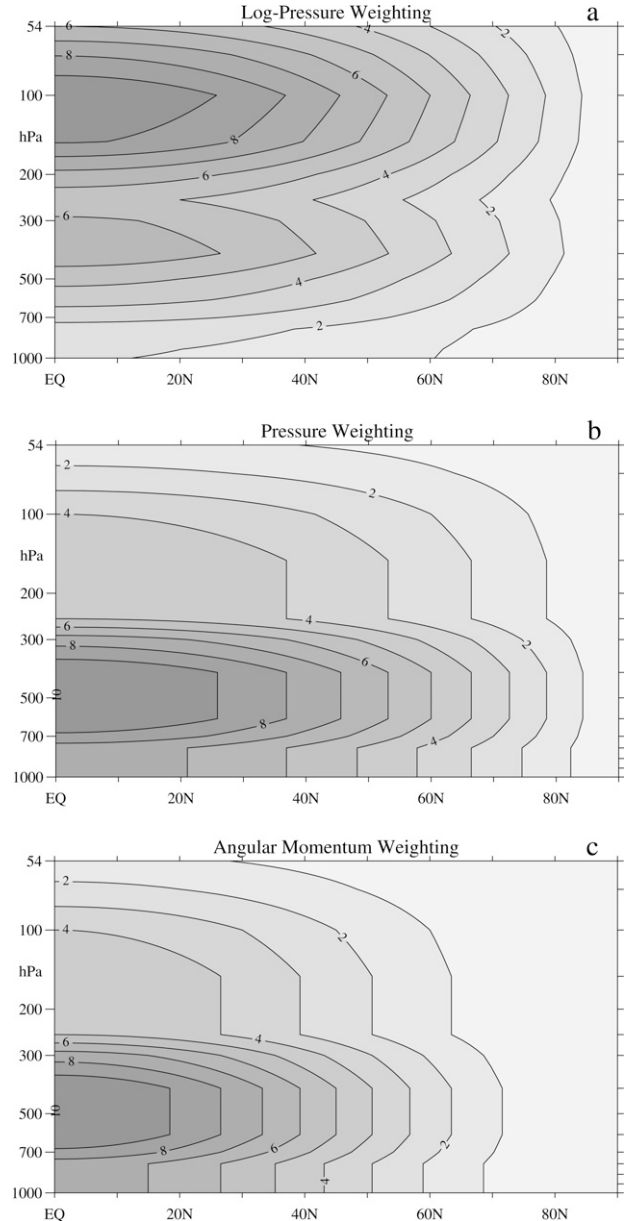 Log-Pressure Weighting a
54 6 4 2
8 6
100
hPa 8
200 6 4
300 6 2
500 4
700 2
1000
EQ 20N 40N 60N 80N
Pressure Weighting b
54
2 2
100 4
hPa
200
4
300 6 2
8 6
500 10
8
700 4
1000
EQ 20N 40N 60N 80N
Angular Momentum Weighting c
54
2
100 4 2
hPa
200
4
300 6
8
500 10
700 8 6 2
1000 4
EQ 20N 40N 60N 80N